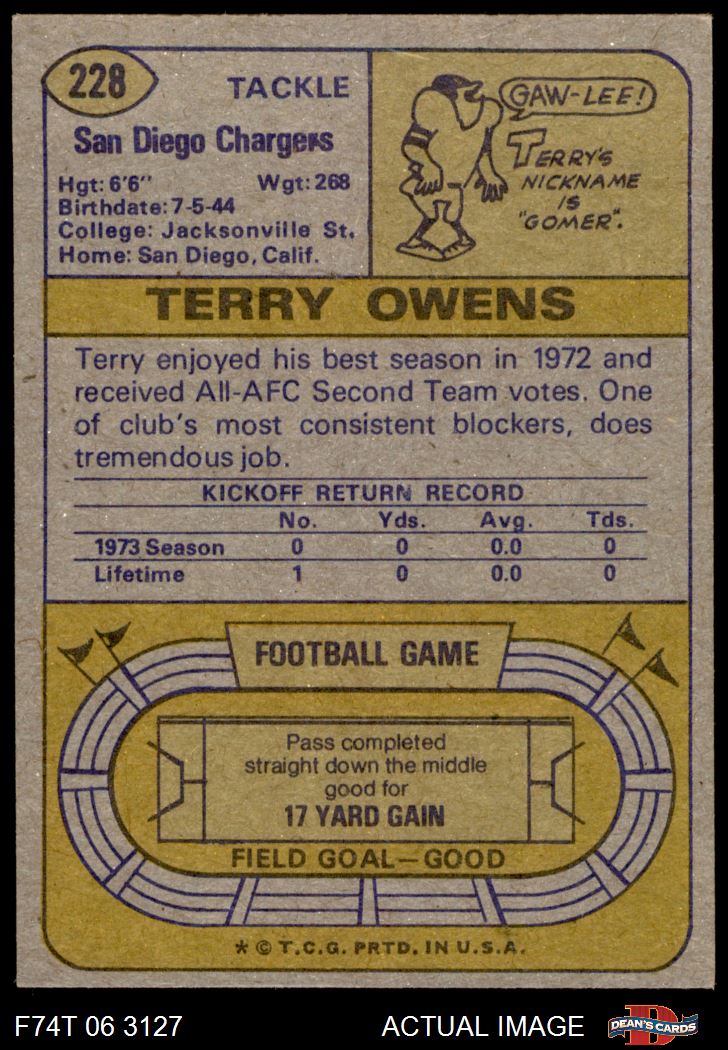 228
TACKLE
San Diego Chargers
Hgt: 6'6" Wgt: 268
Birthdate: 7-5-44
College: Jacksonville St.
Home: San Diego, Calif.
GAW-LEE!
TERRY'S
NICKNAME
IS
"GOMER".
TERRY OWENS
Terry enjoyed his best season in 1972 and
received All-AFC Second Team votes. One
of club's most consistent blockers, does
tremendous job.
KICKOFF RETURN RECORD
No. Yds. Avg. Tds.
1973 Season 0 0 0.0 0
Lifetime 1 0 0.0 0
FOOTBALL GAME
Pass completed
straight down the middle
good for
17 YARD GAIN
FIELD GOAL—GOOD
* © T.C.G. PRTD. IN U.S.A.
F74T 06 3127 ACTUAL IMAGE
D
DEAN'S CARDS